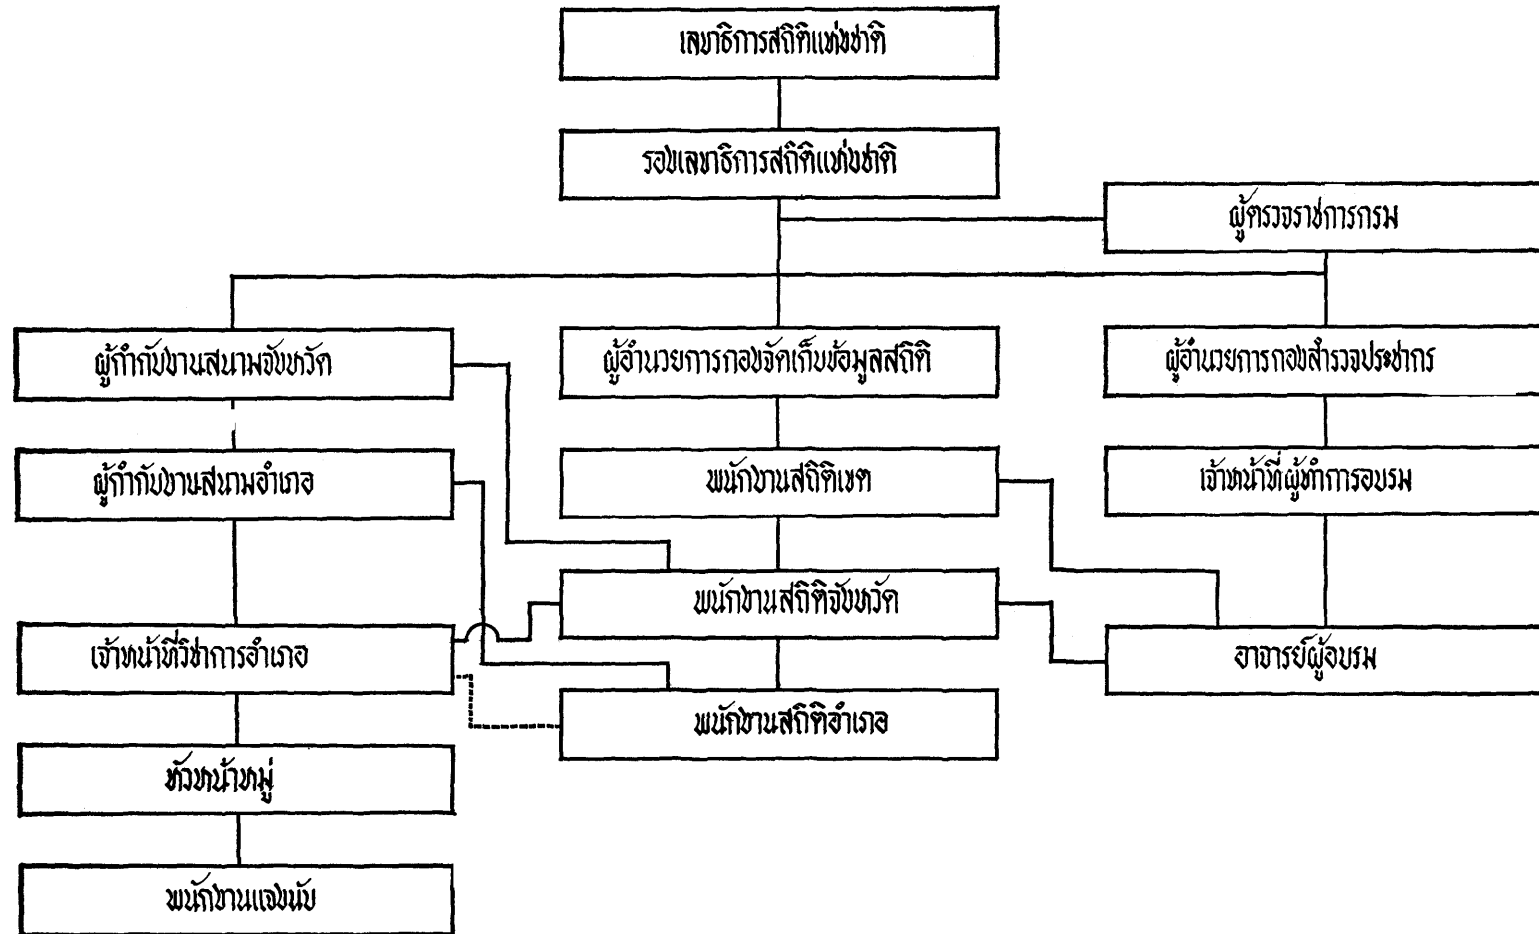 เลขาธิการสถิติแห่งชาติ
รองเลขาธิการสถิติแห่งชาติ
ผู้ตรวจราชการกรม
ผู้กำกับงานสนามจังหวัด
ผู้อำนวยการกองจัดเก็บข้อมูลสถิติ
ผู้อำนวยการกองสำรวจประชากร
ผู้กำกับงานสนามอำเภอ
พนักงานสถิติเขต
เจ้าหน้าที่ผู้ทำการอบรม
พนักงานสถิติจังหวัด
เจ้าหน้าที่วิชาการอำเภอ
อาจารย์ผู้อบรม
พนักงานสถิติอำเภอ
หัวหน้าหมู่
พนักงานแจงนับ